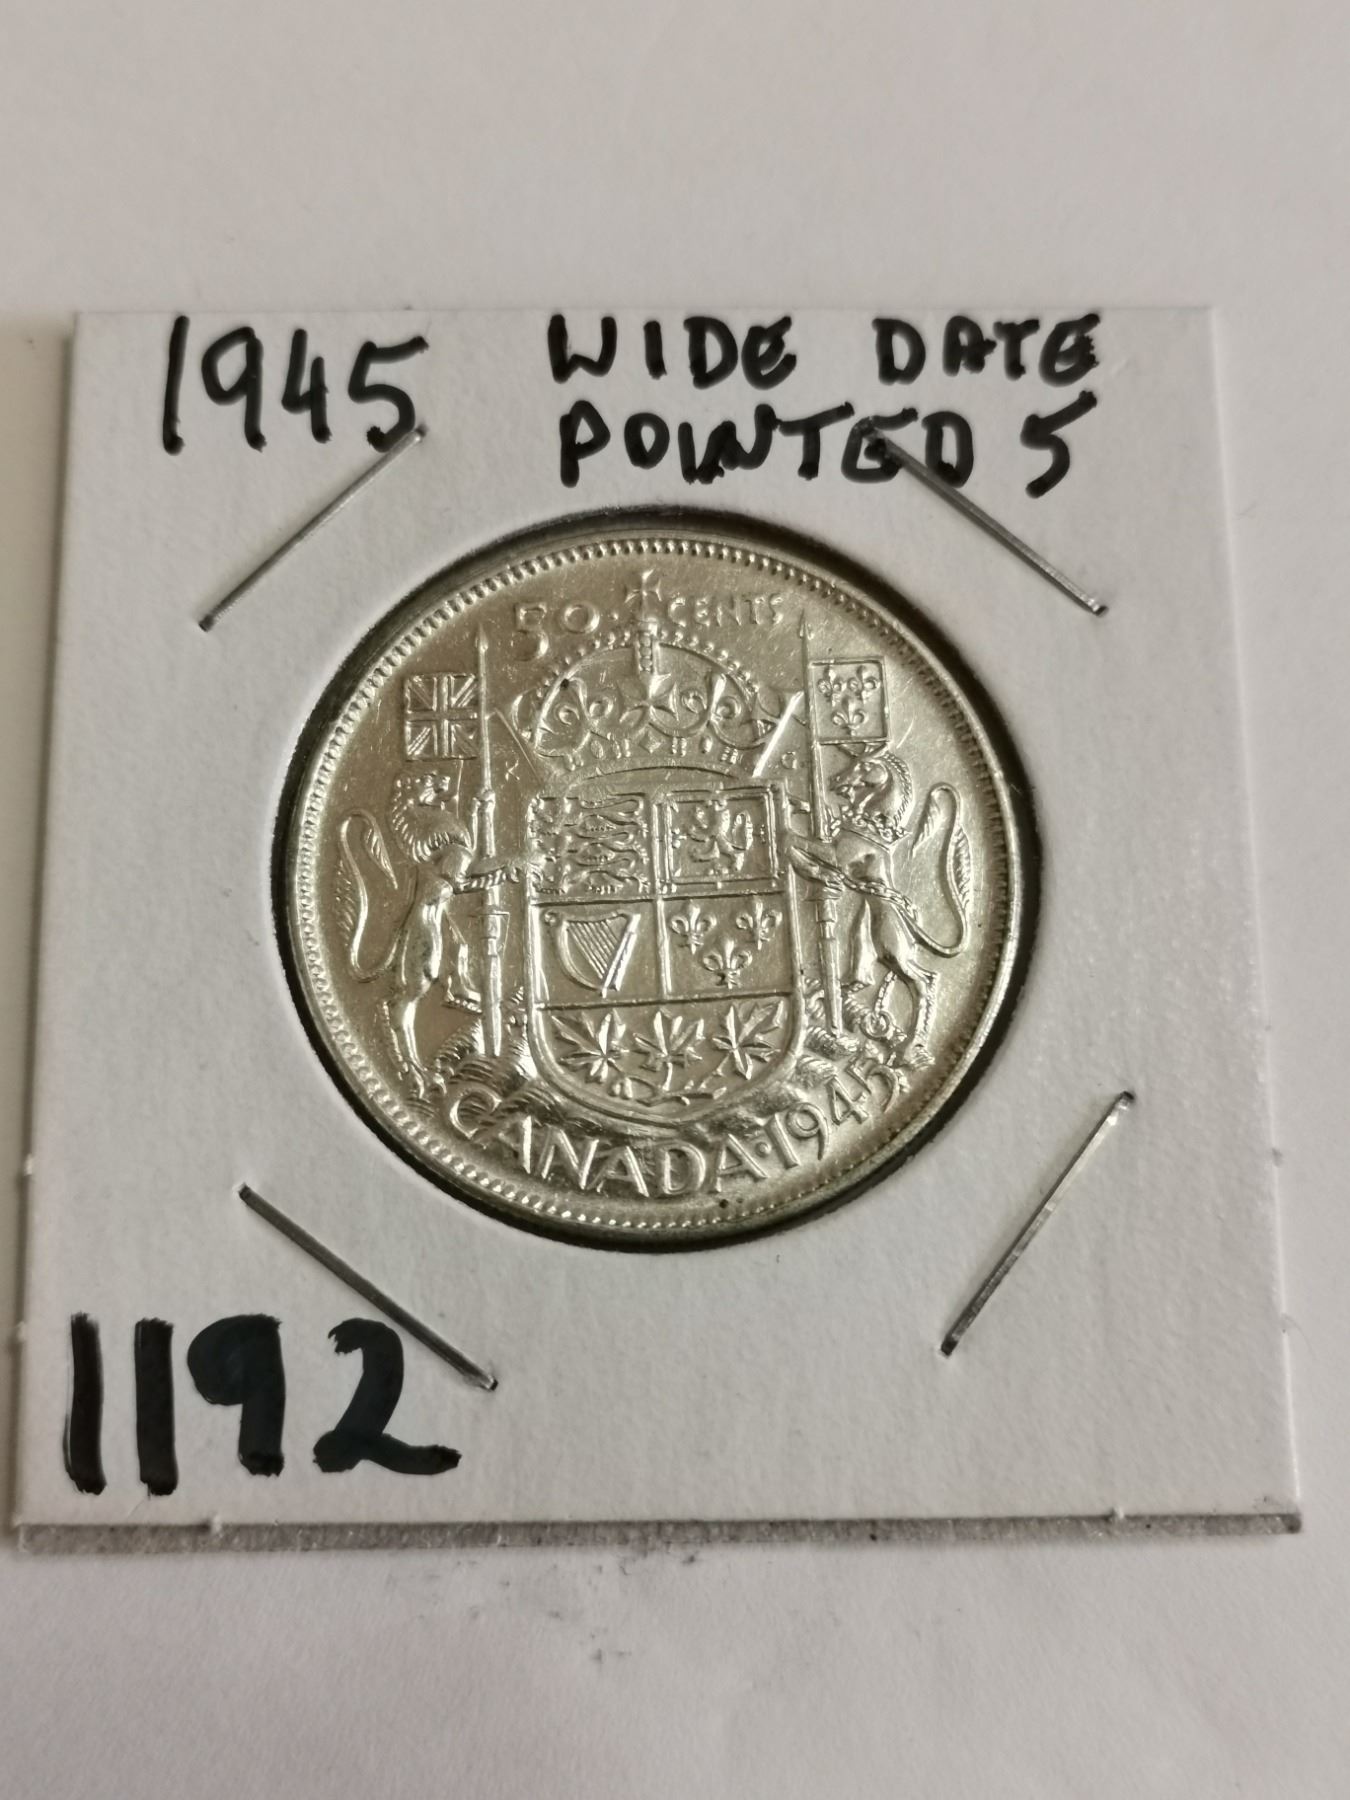 1945 WIDE DATE
POINTED 5
50 CENTS
CANADA·1945
1192